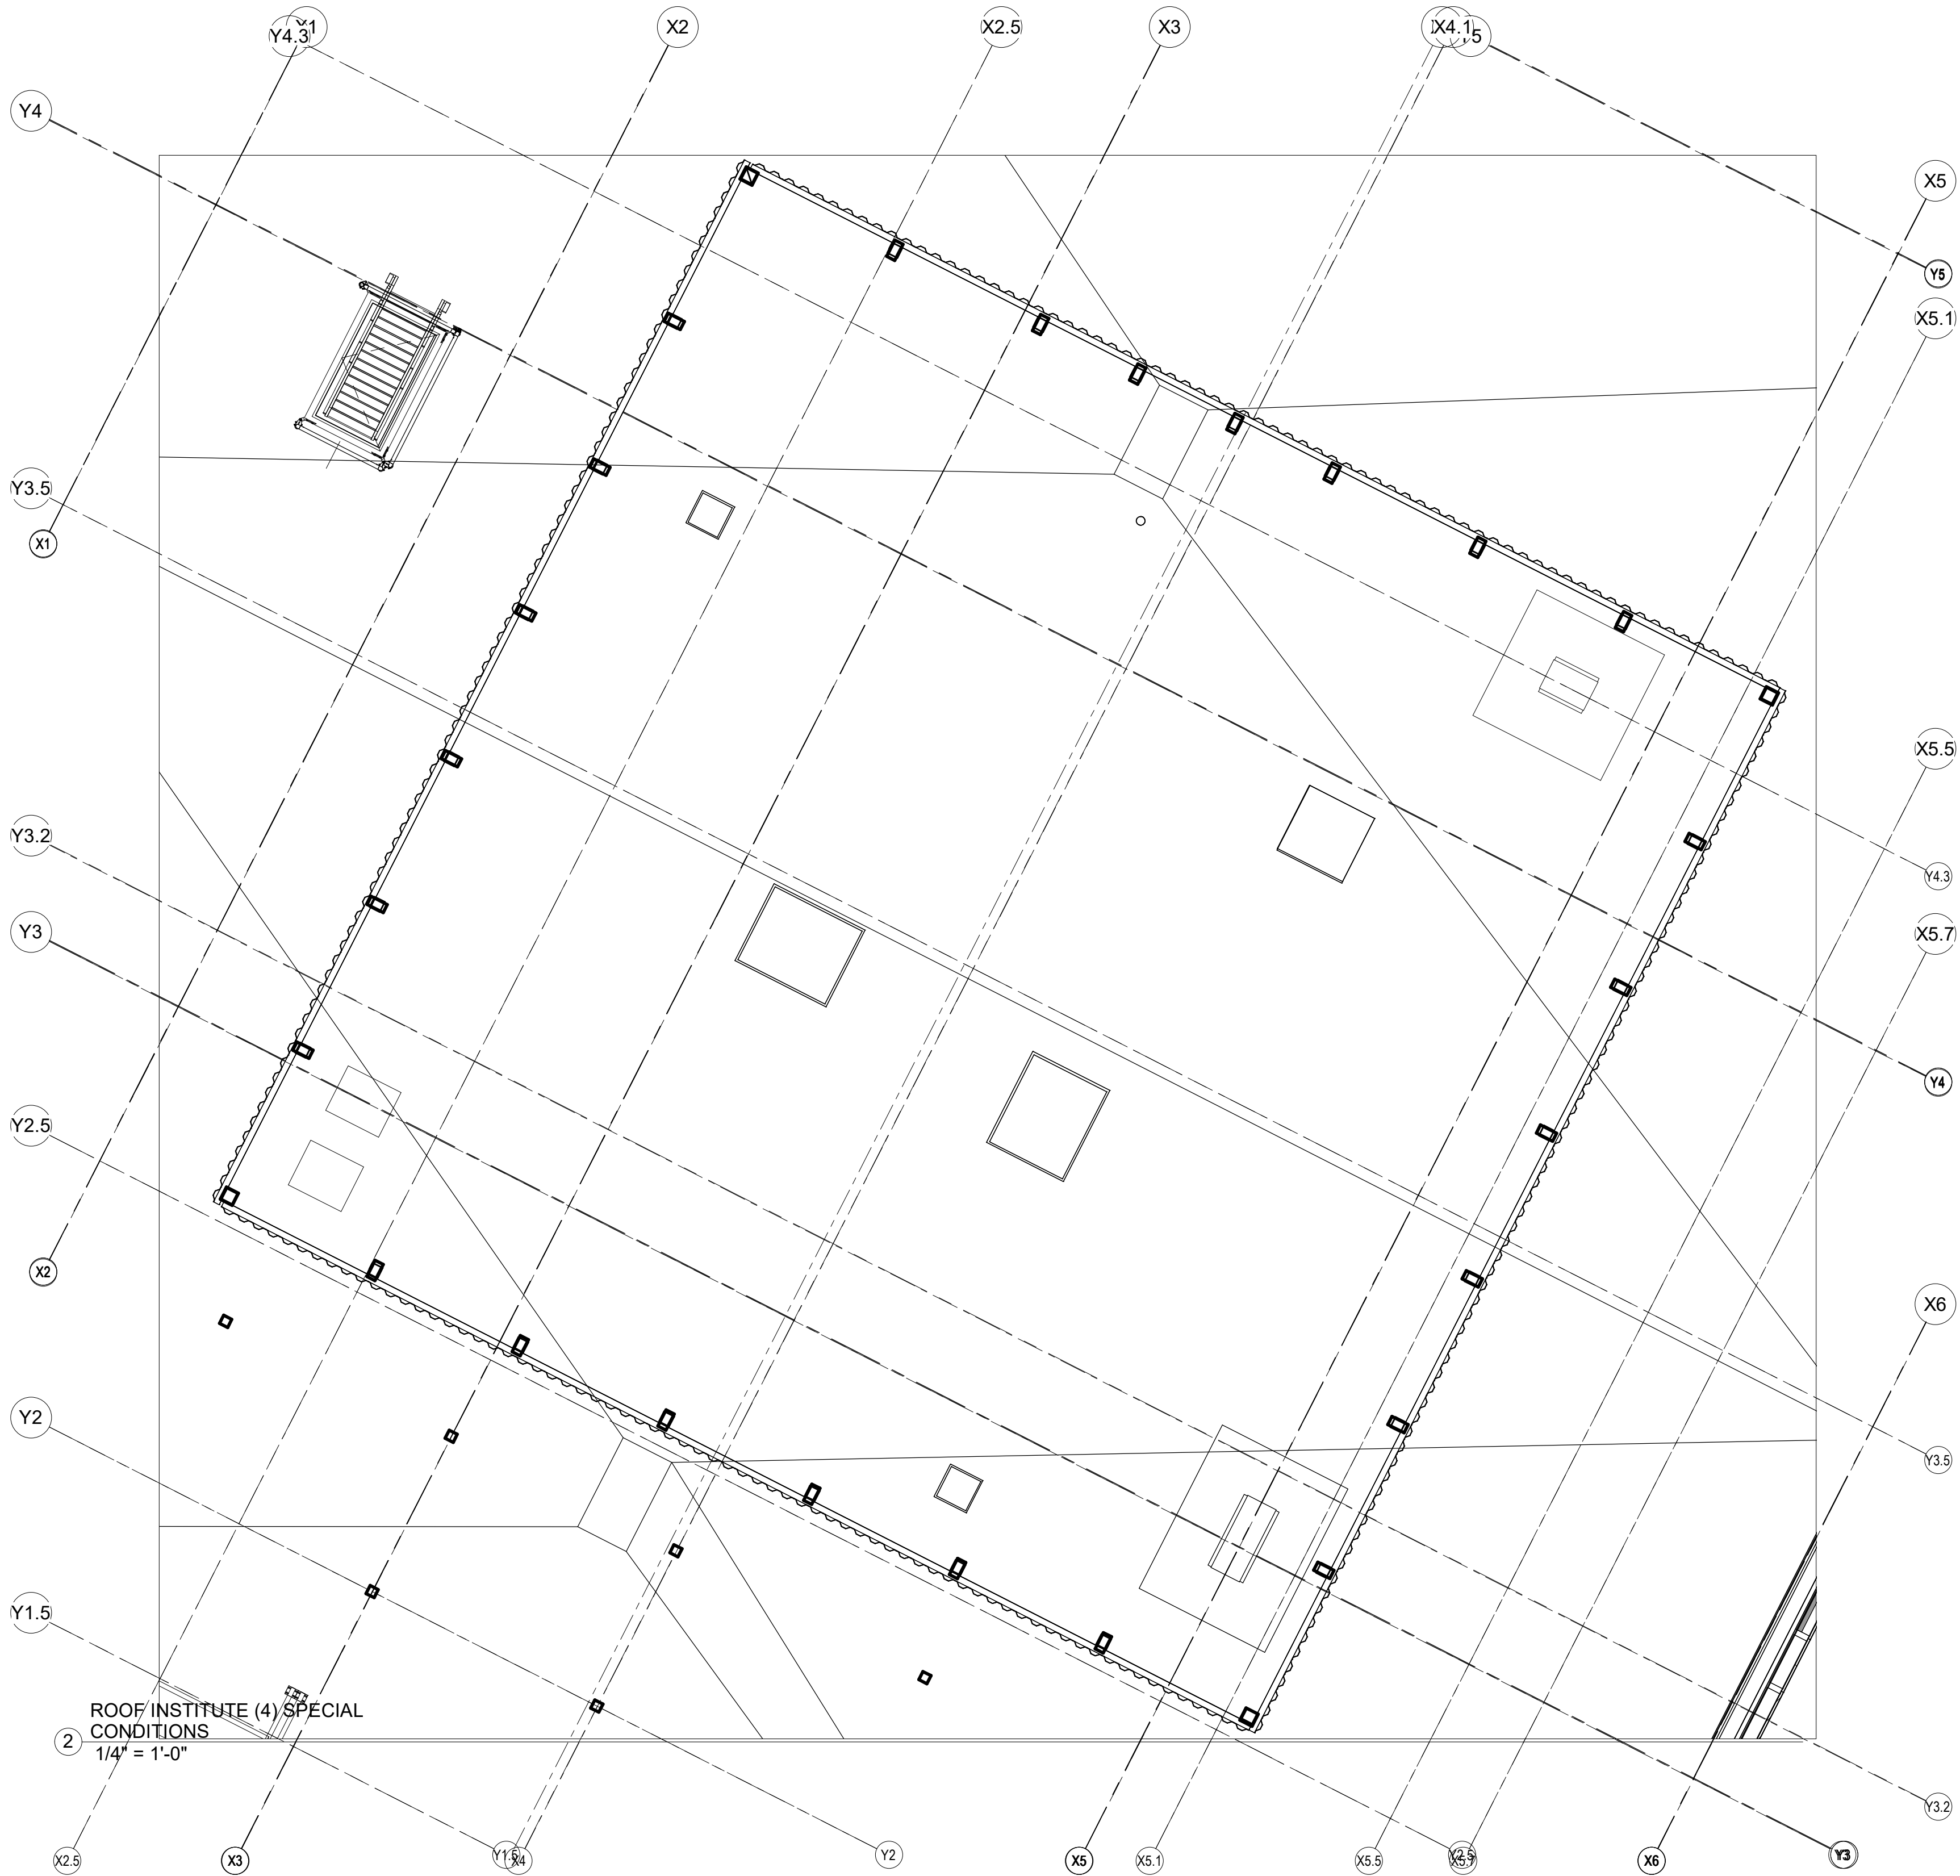 X1
Y4.3
X2
X2.5
X3
X4.1
Y4
X5
Y5
X5.1
Y3.5
X1
X5.5
Y3.2
Y4.3
Y3
X5.7
Y4
Y2.5
X2
X6
Y2
Y3.5
Y1.5
ROOF INSTITUTE (4) SPECIAL
CONDITIONS
2
1/4" = 1'-0"
Y3.2
X2.5
X3
Y1.5
X4
Y2
X5
X5.1
X5.5
Y2.5
X6
Y3